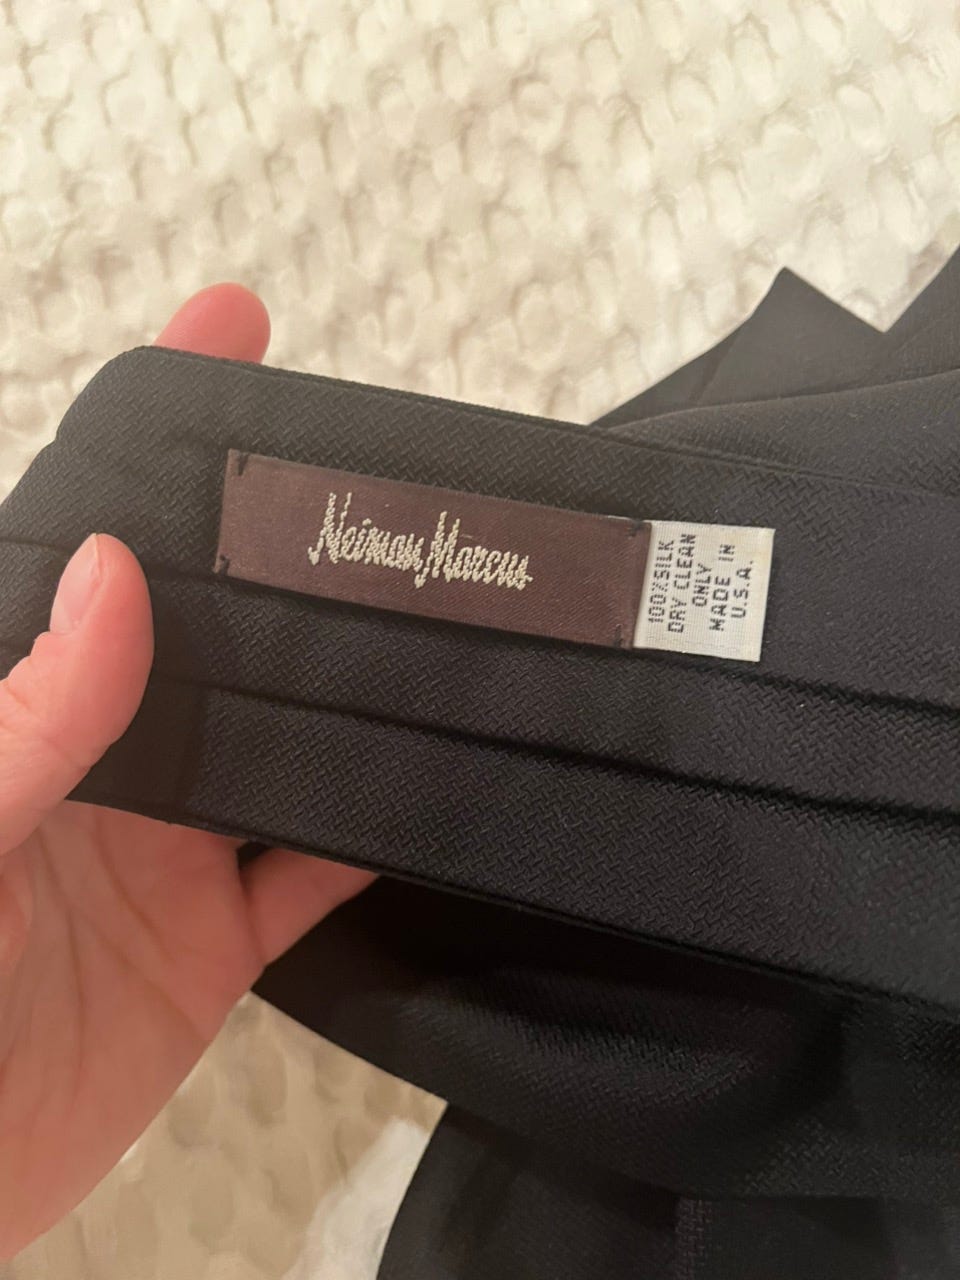 Neiman Marcus
100% SILK
DRY CLEAN
ONLY
MADE IN
U.S.A.